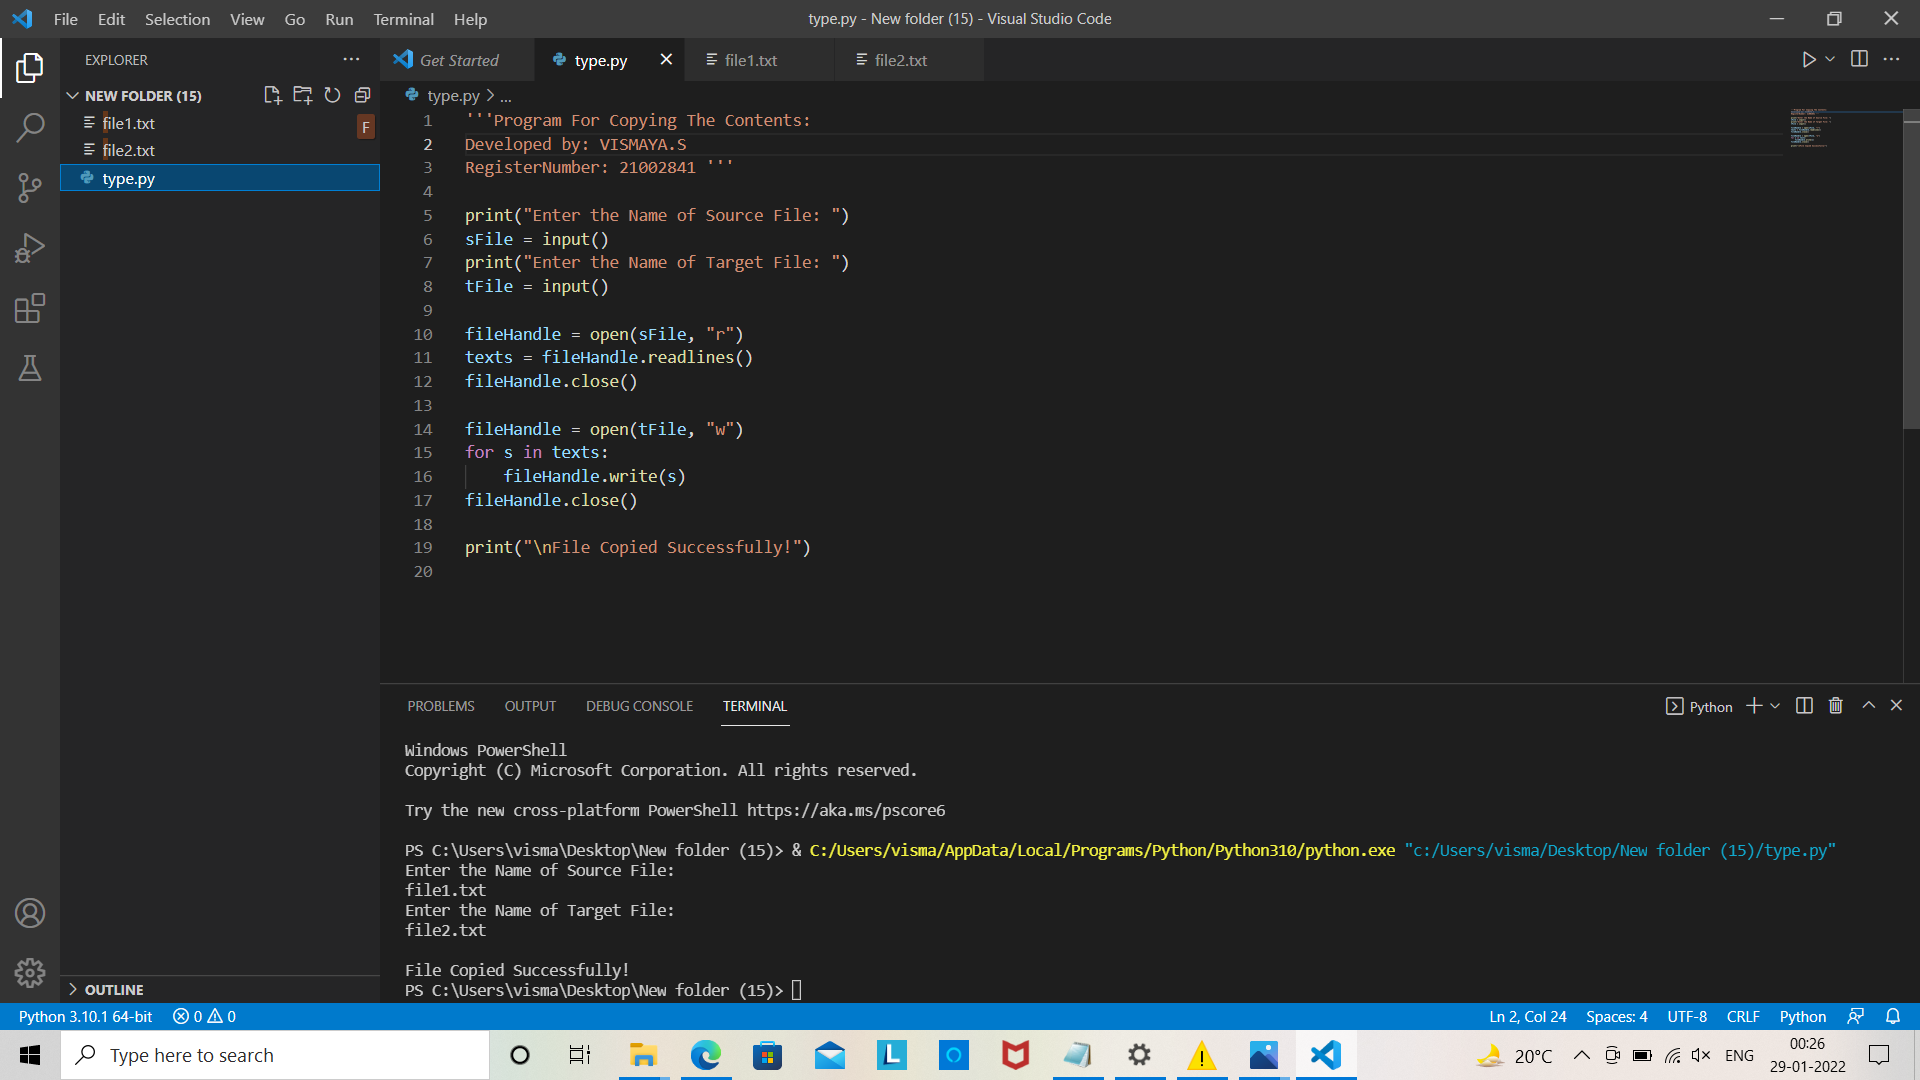 File Edit Selection View Go Run Terminal Help
type.py - New folder (15) - Visual Studio Code
EXPLORER
Get Started
type.py
file1.txt
file2.txt
NEW FOLDER (15)
file1.txt
F
file2.txt
type.py
type.py > ...
1 '''Program For Copying The Contents:
2 Developed by: VISMAYA.S
3 RegisterNumber: 21002841 '''
4
5 print("Enter the Name of Source File: ")
6 sFile = input()
7 print("Enter the Name of Target File: ")
8 tFile = input()
9
10 fileHandle = open(sFile, "r")
11 texts = fileHandle.readlines()
12 fileHandle.close()
13
14 fileHandle = open(tFile, "w")
15 for s in texts:
16 fileHandle.write(s)
17 fileHandle.close()
18
19 print("\nFile Copied Successfully!")
20
PROBLEMS OUTPUT DEBUG CONSOLE TERMINAL
Python
Windows PowerShell
Copyright (C) Microsoft Corporation. All rights reserved.
Try the new cross-platform PowerShell https://aka.ms/pscore6
PS C:\Users\visma\Desktop\New folder (15)> & C:/Users/visma/AppData/Local/Programs/Python/Python310/python.exe "c:/Users/visma/Desktop/New folder (15)/type.py"
Enter the Name of Source File:
file1.txt
Enter the Name of Target File:
file2.txt
File Copied Successfully!
PS C:\Users\visma\Desktop\New folder (15)>
OUTLINE
Python 3.10.1 64-bit 0 0
Ln 2, Col 24 Spaces: 4 UTF-8 CRLF Python
Type here to search
L
20°C
ENG
00:26
29-01-2022